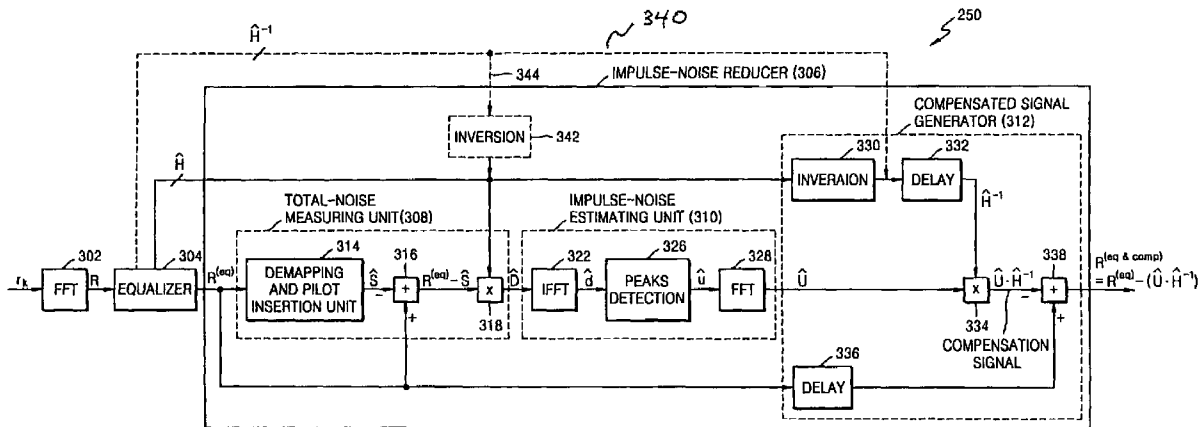 Ĥ⁻¹
340
250
344
IMPULSE-NOISE REDUCER (306)
COMPENSATED SIGNAL
GENERATOR (312)
INVERSION
342
Ĥ
330
332
INVERAION
DELAY
TOTAL-NOISE
MEASURING UNIT(308)
IMPULSE-NOISE
ESTIMATING UNIT (310)
Ĥ⁻¹
302
304
314
316
322
326
328
338
R(eq & comp)
= R(eq) -(Û·Ĥ⁻¹)
rk
FFT
R
EQUALIZER
R(eq)
DEMAPPING
AND PILOT
INSERTION UNIT
Ŝ
−
+
R(eq)-Ŝ
x
D̂
IFFT
d̂
PEAKS
DETECTION
û
FFT
Û
x
Û·Ĥ⁻¹
−
+
+
318
334
+
COMPENSATION
SIGNAL
336
DELAY